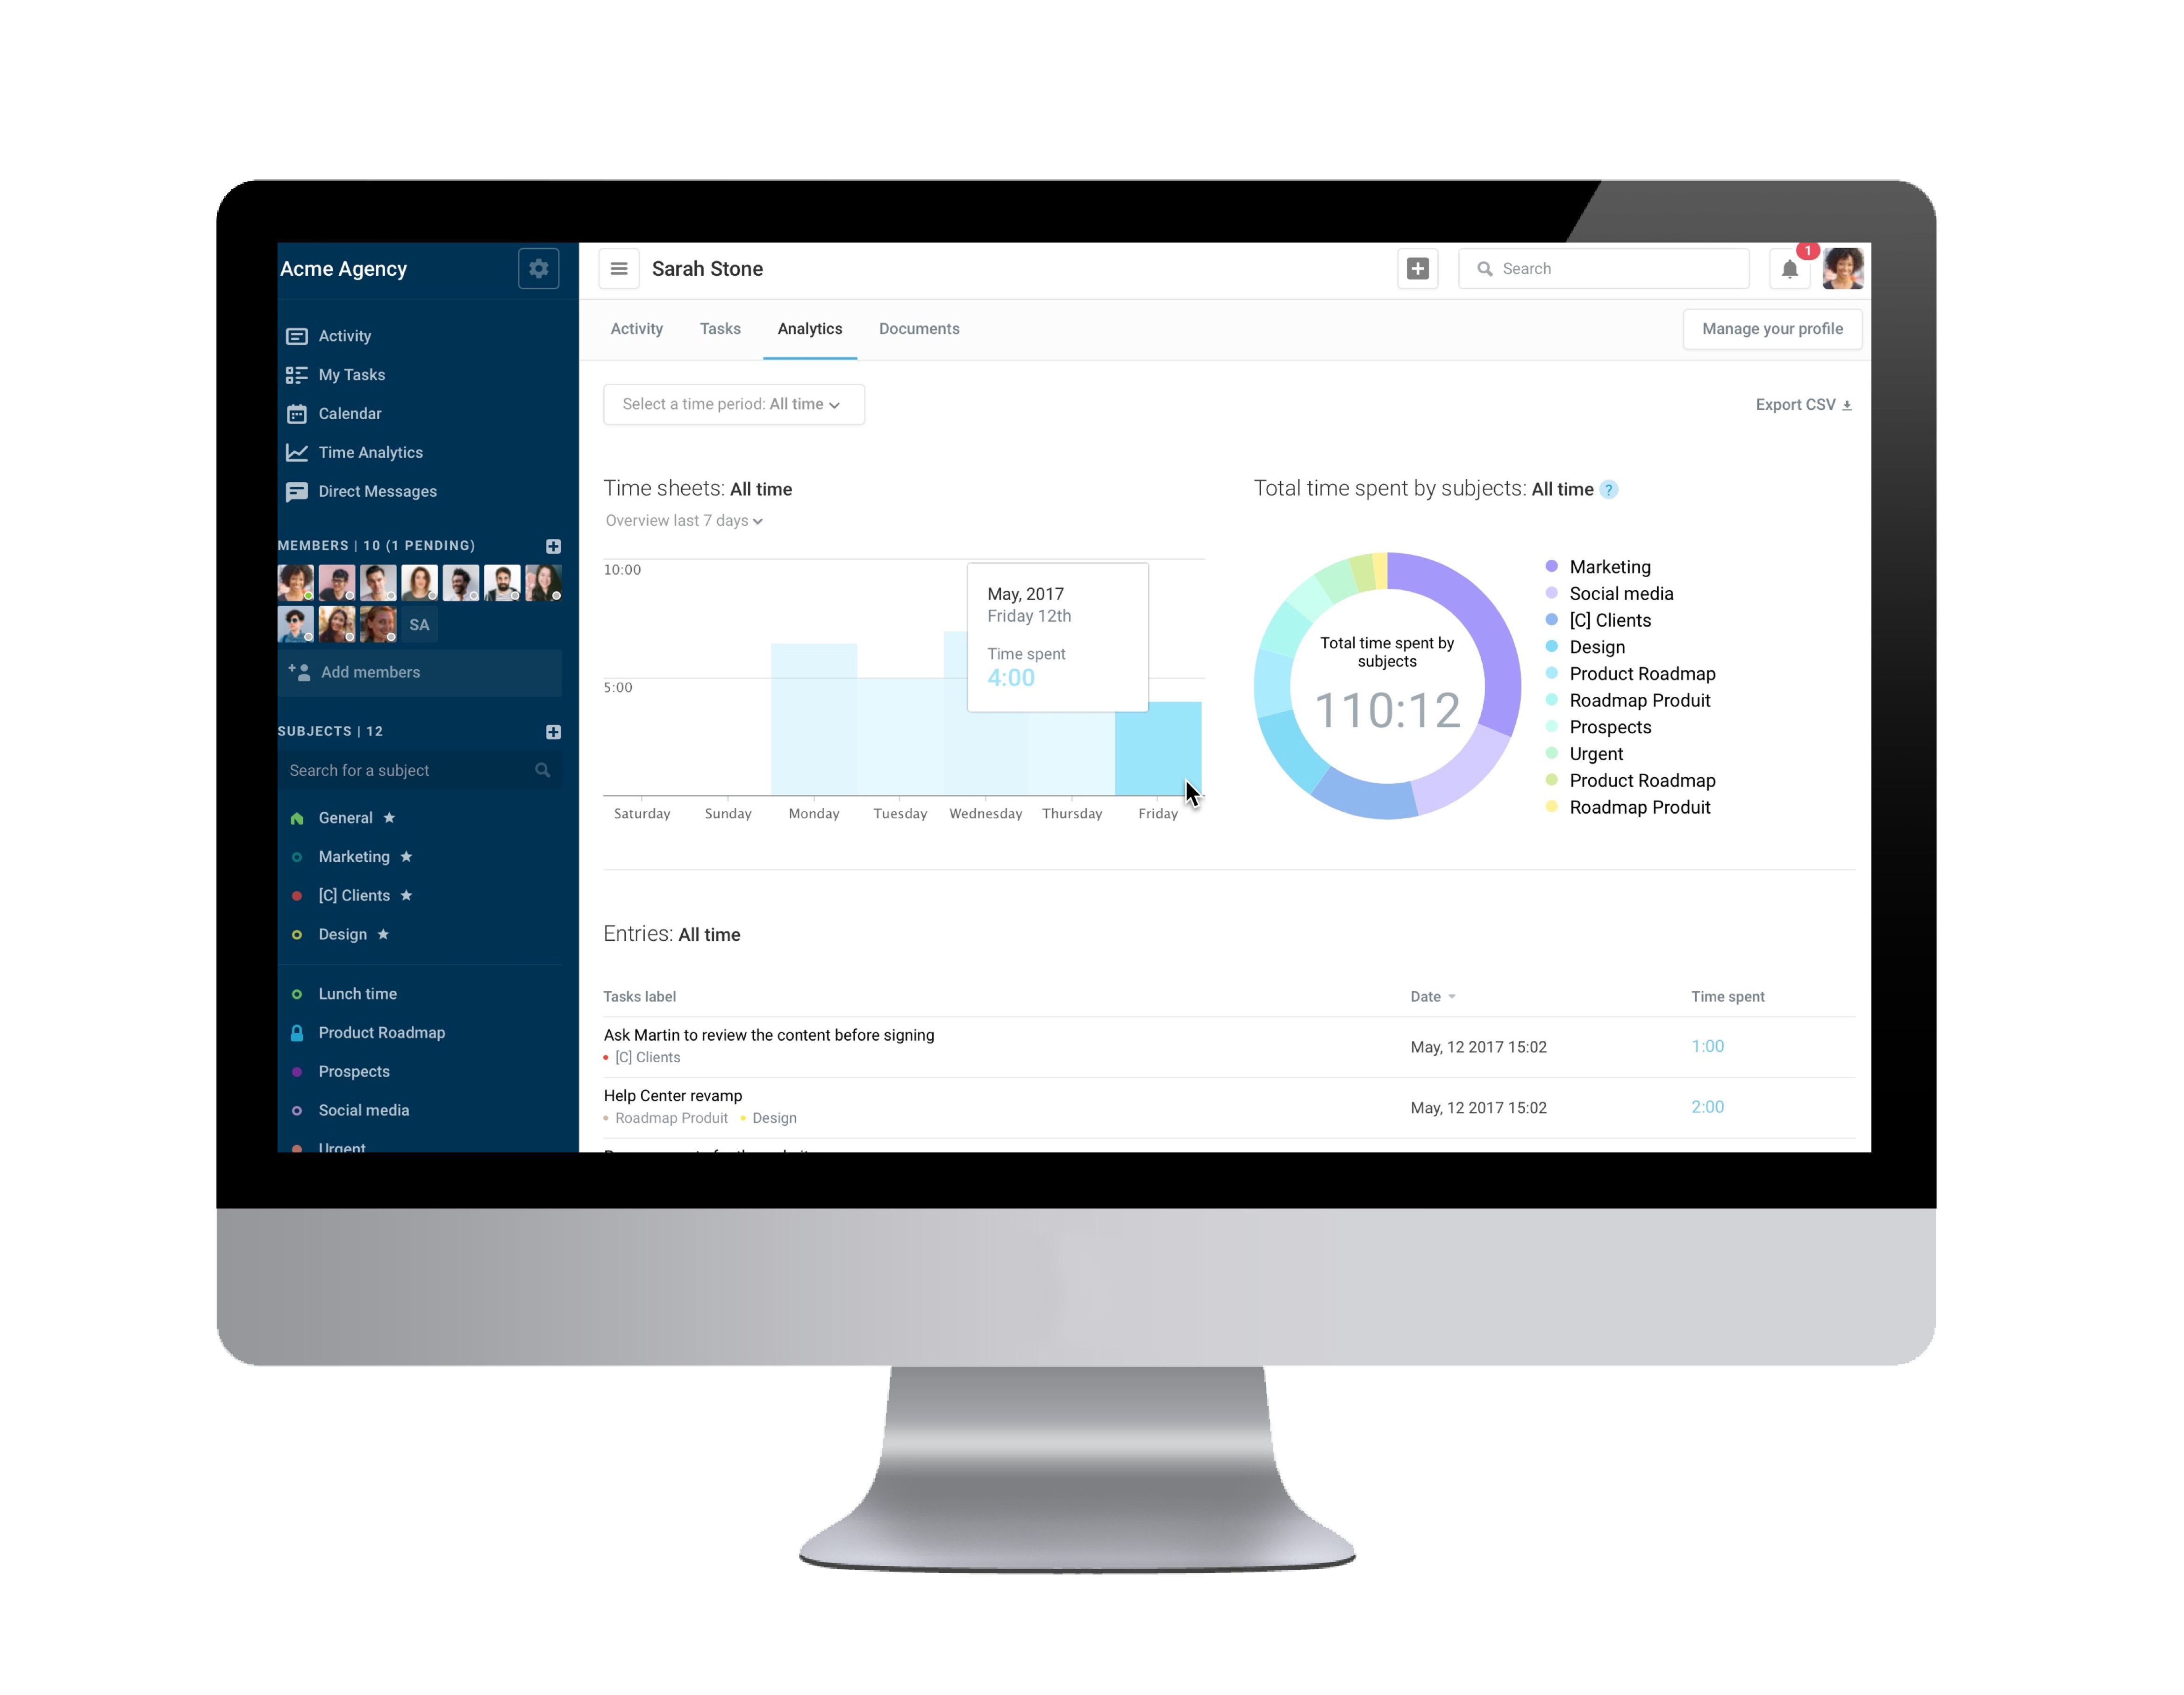 Acme Agency
Sarah Stone
Search
1
Activity
My Tasks
Calendar
Time Analytics
Direct Messages
MEMBERS | 10 (1 PENDING)
SA
Add members
SUBJECTS | 12
Search for a subject
General
Marketing
[C] Clients
Design
Lunch time
Product Roadmap
Prospects
Social media
Urgent
Activity Tasks Analytics Documents
Manage your profile
Select a time period: All time
Export CSV
Time sheets: All time
Overview last 7 days
10:00
5:00
May, 2017
Friday 12th
Time spent
4:00
Saturday Sunday Monday Tuesday Wednesday Thursday Friday
Total time spent by subjects: All time ?
Total time spent by
subjects
110:12
Marketing
Social media
[C] Clients
Design
Product Roadmap
Roadmap Produit
Prospects
Urgent
Product Roadmap
Roadmap Produit
Entries: All time
Tasks label Date Time spent
Ask Martin to review the content before signing
[C] Clients
May, 12 2017 15:02 1:00
Help Center revamp
Roadmap Produit Design
May, 12 2017 15:02 2:00